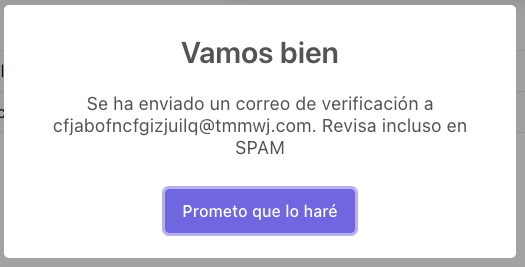 Vamos bien
Se ha enviado un correo de verificación a
cfjabofncfgizjuilq@tmmwj.com. Revisa incluso en
SPAM
Prometo que lo haré